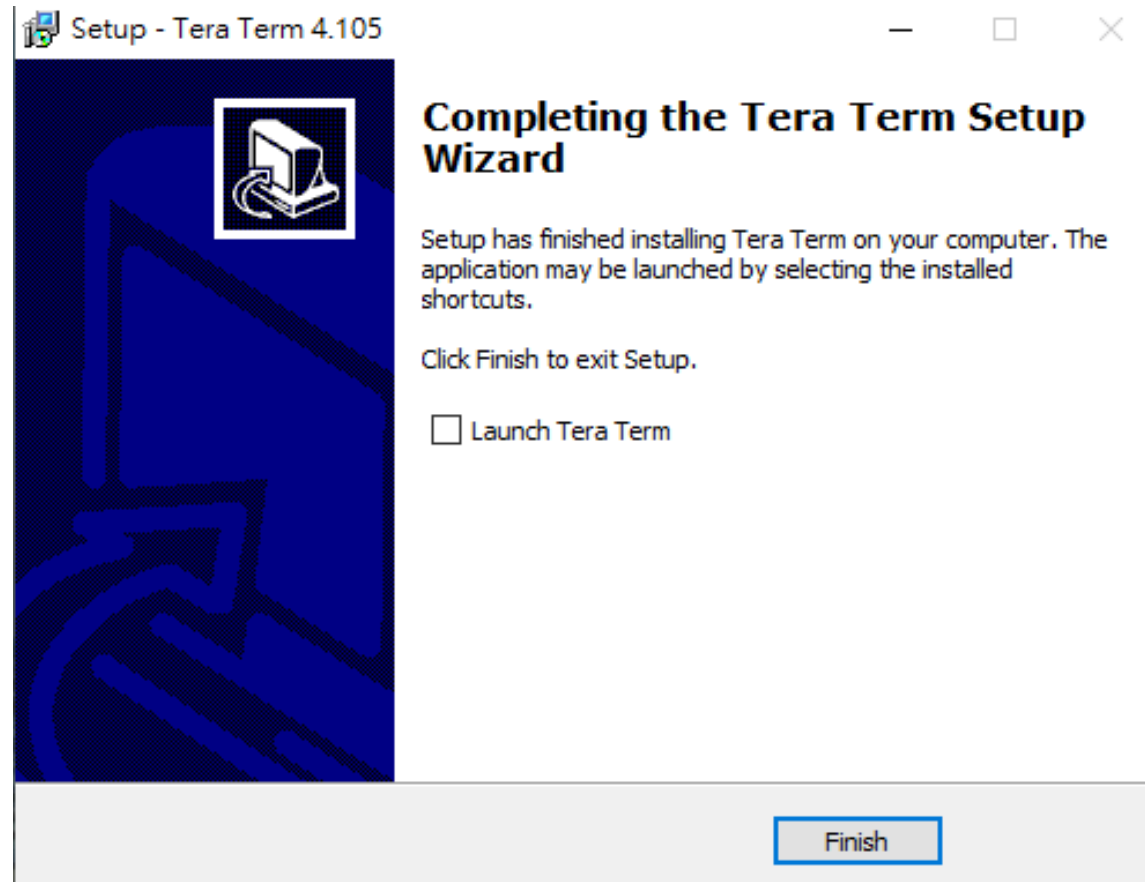 Setup - Tera Term 4.105
Completing the Tera Term Setup
Wizard
Setup has finished installing Tera Term on your computer. The
application may be launched by selecting the installed
shortcuts.
Click Finish to exit Setup.
Launch Tera Term
Finish